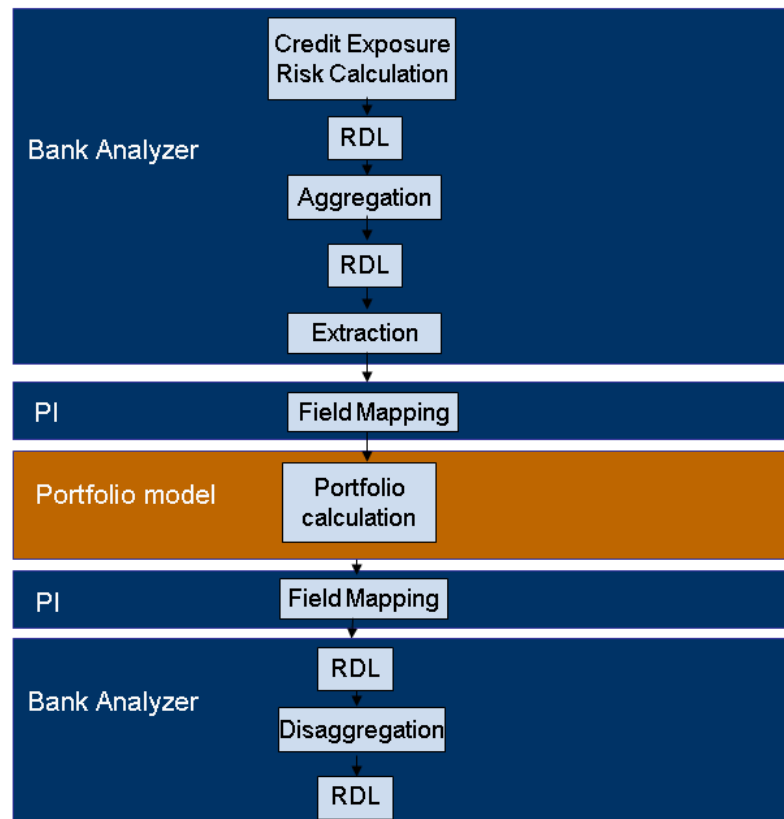 Credit Exposure
Risk Calculation
RDL
Bank Analyzer
Aggregation
RDL
Extraction
PI
Field Mapping
Portfolio model
Portfolio
calculation
PI
Field Mapping
RDL
Bank Analyzer
Disaggregation
RDL